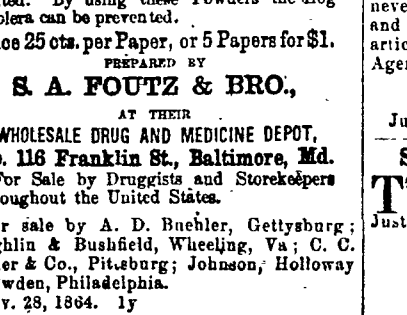 By using these Powders the Hog
olera can be prevented.
ce 25 cts. per Paper, or 5 Papers for $1.
PREPARED BY
S. A. FOUTZ & BRO.,
AT THEIR
WHOLESALE DRUG AND MEDICINE DEPOT,
o. 116 Franklin St., Baltimore, Md.
For Sale by Druggists and Storekeepers
oughout the United States.
r sale by A. D. Buehler, Gettysburg;
ghlin & Bushfield, Wheeling, Va; C. C.
er & Co., Pittsburg; Johnson, Holloway
wden, Philadelphia.
v. 28, 1864. 1y
neve
and
artic
Age
Ju
S
T
Just